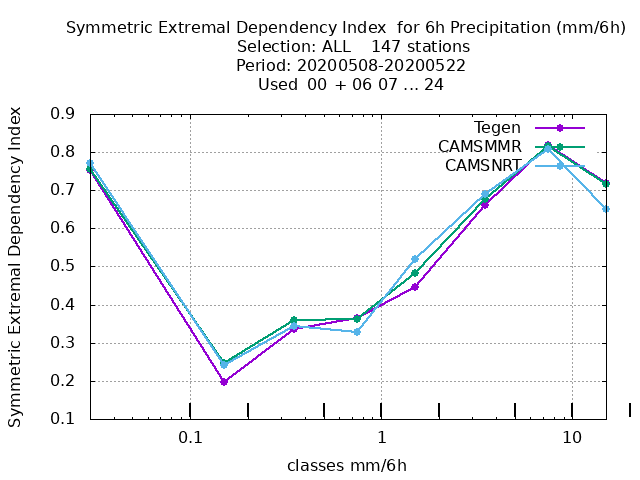 Symmetric Extremal Dependency Index  for 6h Precipitation (mm/6h)
Selection: ALL    147 stations
Period: 20200508-20200522
Used  00 + 06 07 ... 24
Tegen
CAMSMMR
CAMSNRT
Symmetric Extremal Dependency Index
0.9
0.8
0.7
0.6
0.5
0.4
0.3
0.2
0.1
0.1 1 10
classes mm/6h